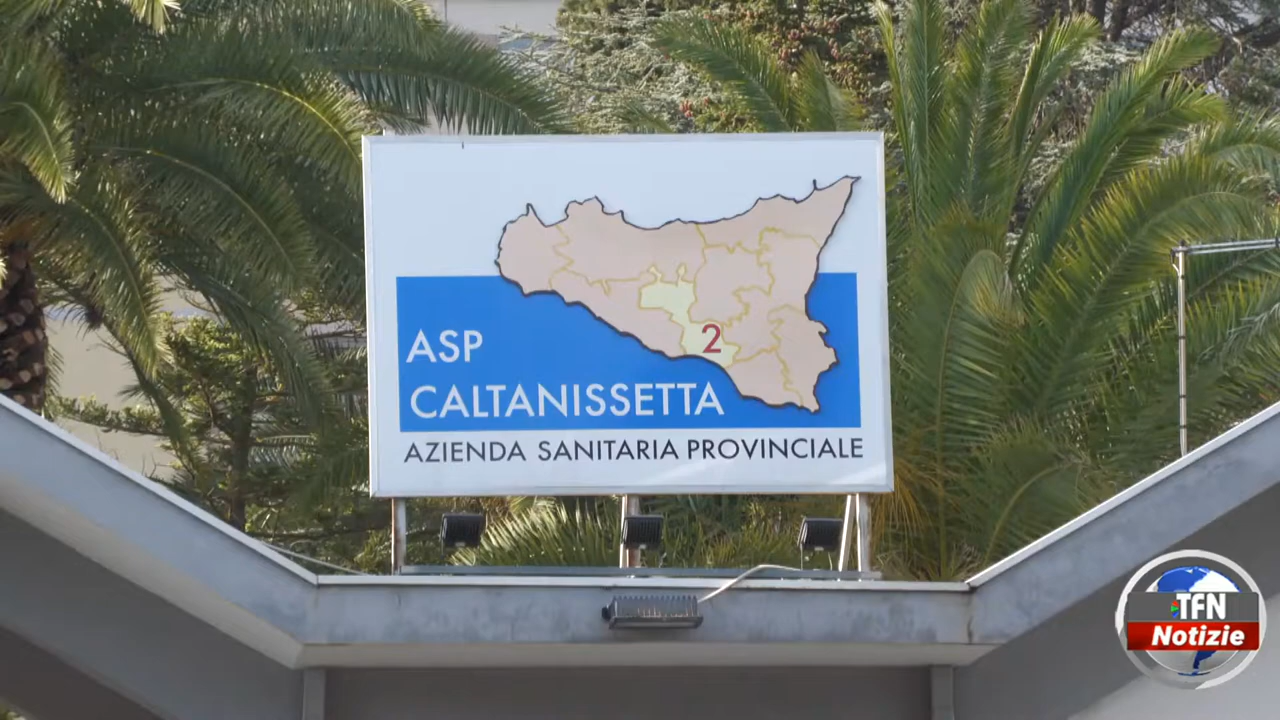 2
ASP
CALTANISSETTA
AZIENDA SANITARIA PROVINCIALE
TFN
Notizie